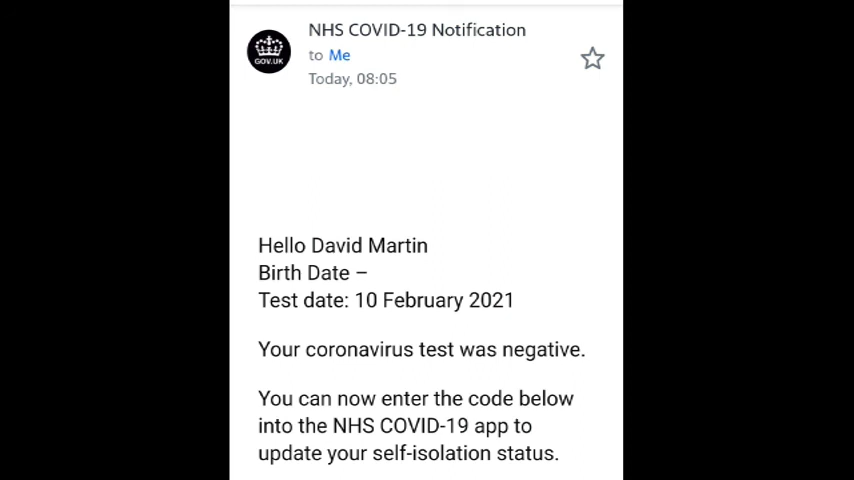 NHS COVID-19 Notification
to Me
Today, 08:05
GOV.UK
Hello David Martin
Birth Date –
Test date: 10 February 2021
Your coronavirus test was negative.
You can now enter the code below
into the NHS COVID-19 app to
update your self-isolation status.